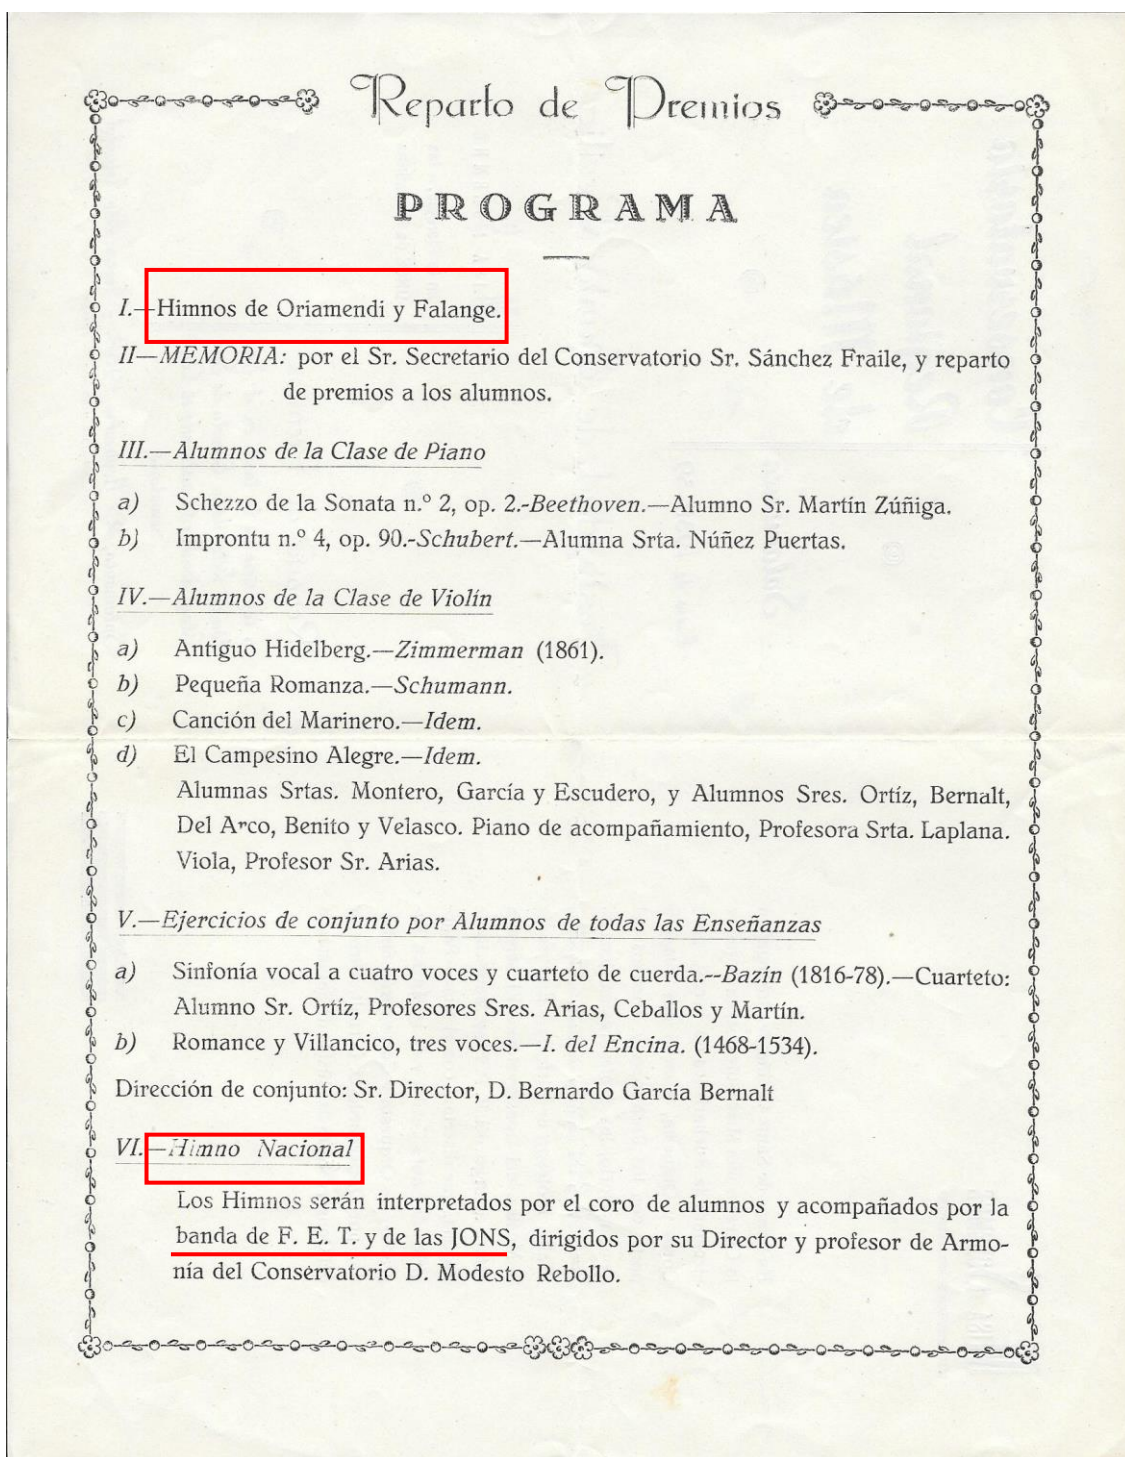 Reparto de Premios
PROGRAMA
I.—Himnos de Oriamendi y Falange.
II—MEMORIA: por el Sr. Secretario del Conservatorio Sr. Sánchez Fraile, y reparto
de premios a los alumnos.
III.—Alumnos de la Clase de Piano
a) Schezzo de la Sonata n.º 2, op. 2.-Beethoven.—Alumno Sr. Martín Zúñiga.
b) Improntu n.º 4, op. 90.-Schubert.—Alumna Srta. Núñez Puertas.
IV.—Alumnos de la Clase de Violín
a) Antiguo Hidelberg.—Zimmerman (1861).
b) Pequeña Romanza.—Schumann.
c) Canción del Marinero.—Idem.
d) El Campesino Alegre.—Idem.
Alumnas Srtas. Montero, García y Escudero, y Alumnos Sres. Ortíz, Bernalt,
Del Arco, Benito y Velasco. Piano de acompañamiento, Profesora Srta. Laplana.
Viola, Profesor Sr. Arias.
V.—Ejercicios de conjunto por Alumnos de todas las Enseñanzas
a) Sinfonía vocal a cuatro voces y cuarteto de cuerda.--Bazín (1816-78).—Cuarteto:
Alumno Sr. Ortíz, Profesores Sres. Arias, Ceballos y Martín.
b) Romance y Villancico, tres voces.—I. del Encina. (1468-1534).
Dirección de conjunto: Sr. Director, D. Bernardo García Bernalt
VI.—Himno Nacional
Los Himnos serán interpretados por el coro de alumnos y acompañados por la
banda de F. E. T. y de las JONS, dirigidos por su Director y profesor de Armo-
nía del Conservatorio D. Modesto Rebollo.